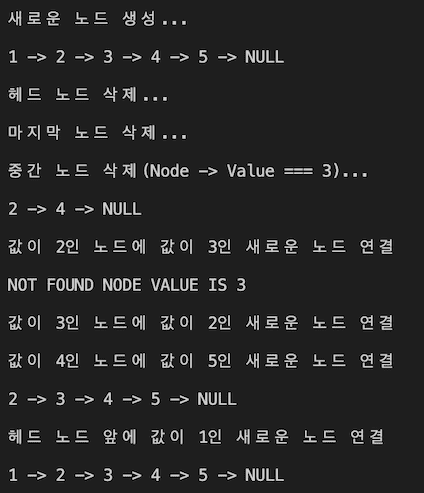 새로운 노드 생성...
1 -> 2 -> 3 -> 4 -> 5 -> NULL
헤드 노드 삭제...
마지막 노드 삭제...
중간 노드 삭제(Node -> Value === 3)...
2 -> 4 -> NULL
값이 2인 노드에 값이 3인 새로운 노드 연결
NOT FOUND NODE VALUE IS 3
값이 3인 노드에 값이 2인 새로운 노드 연결
값이 4인 노드에 값이 5인 새로운 노드 연결
2 -> 3 -> 4 -> 5 -> NULL
헤드 노드 앞에 값이 1인 새로운 노드 연결
1 -> 2 -> 3 -> 4 -> 5 -> NULL